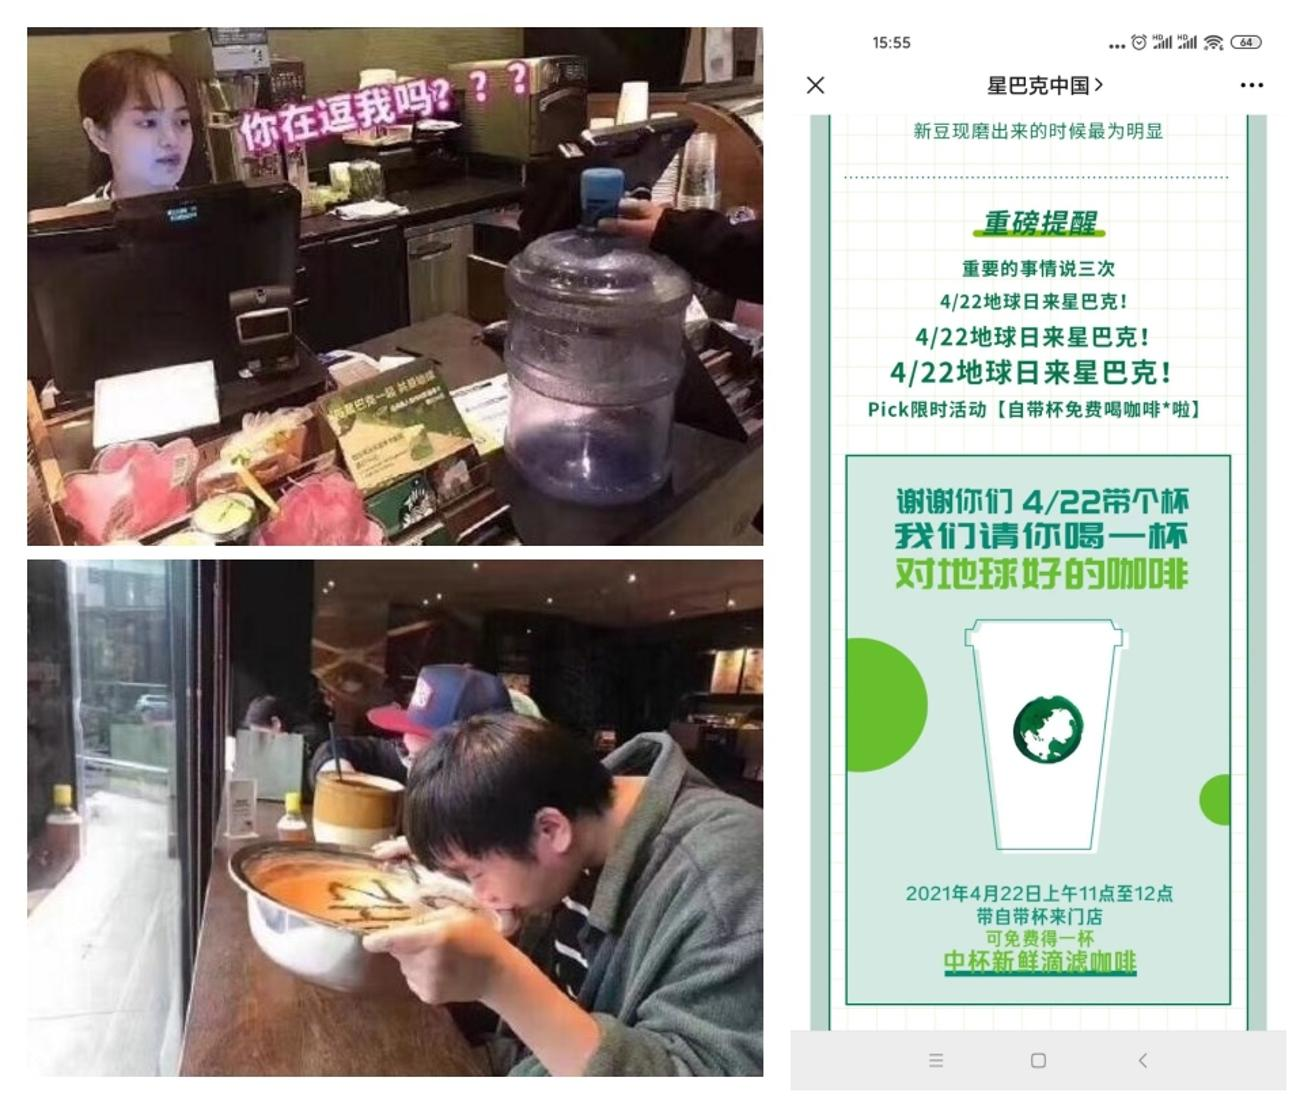 你在逗我吗？？？
15:55
HD
HD
64
星巴克中国
新豆现磨出来的时候最为明显
重磅提醒
重要的事情说三次
4/22地球日来星巴克！
4/22地球日来星巴克！
4/22地球日来星巴克！
Pick限时活动【自带杯免费喝咖啡*啦】
谢谢你们 4/22带个杯
我们请你喝一杯
对地球好的咖啡
2021年4月22日上午11点至12点
带自带杯来门店
可免费得一杯
中杯新鲜滴滤咖啡